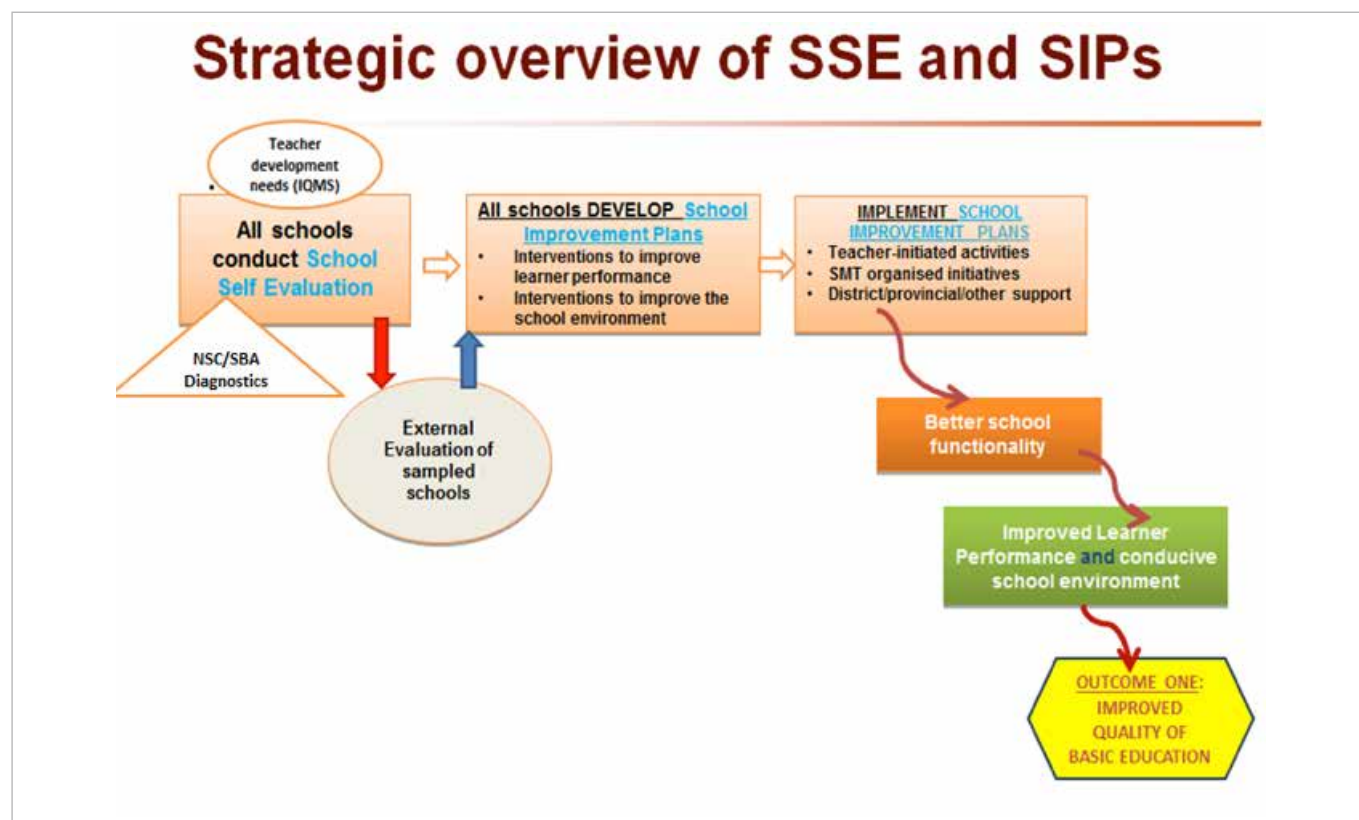 Strategic overview of SSE and SIPs
Teacher
development
needs (IQMS)
•
All schools
conduct School
Self Evaluation
NSC/SBA
Diagnostics
External
Evaluation of
sampled
schools
All schools DEVELOP School
Improvement Plans
• Interventions to improve
learner performance
• Interventions to improve the
school environment
IMPLEMENT SCHOOL
IMPROVEMENT PLANS
• Teacher-initiated activities
• SMT organised initiatives
• District/provincial/other support
Better school
functionality
Improved Learner
Performance and conducive
school environment
OUTCOME ONE:
IMPROVED
QUALITY OF
BASIC EDUCATION